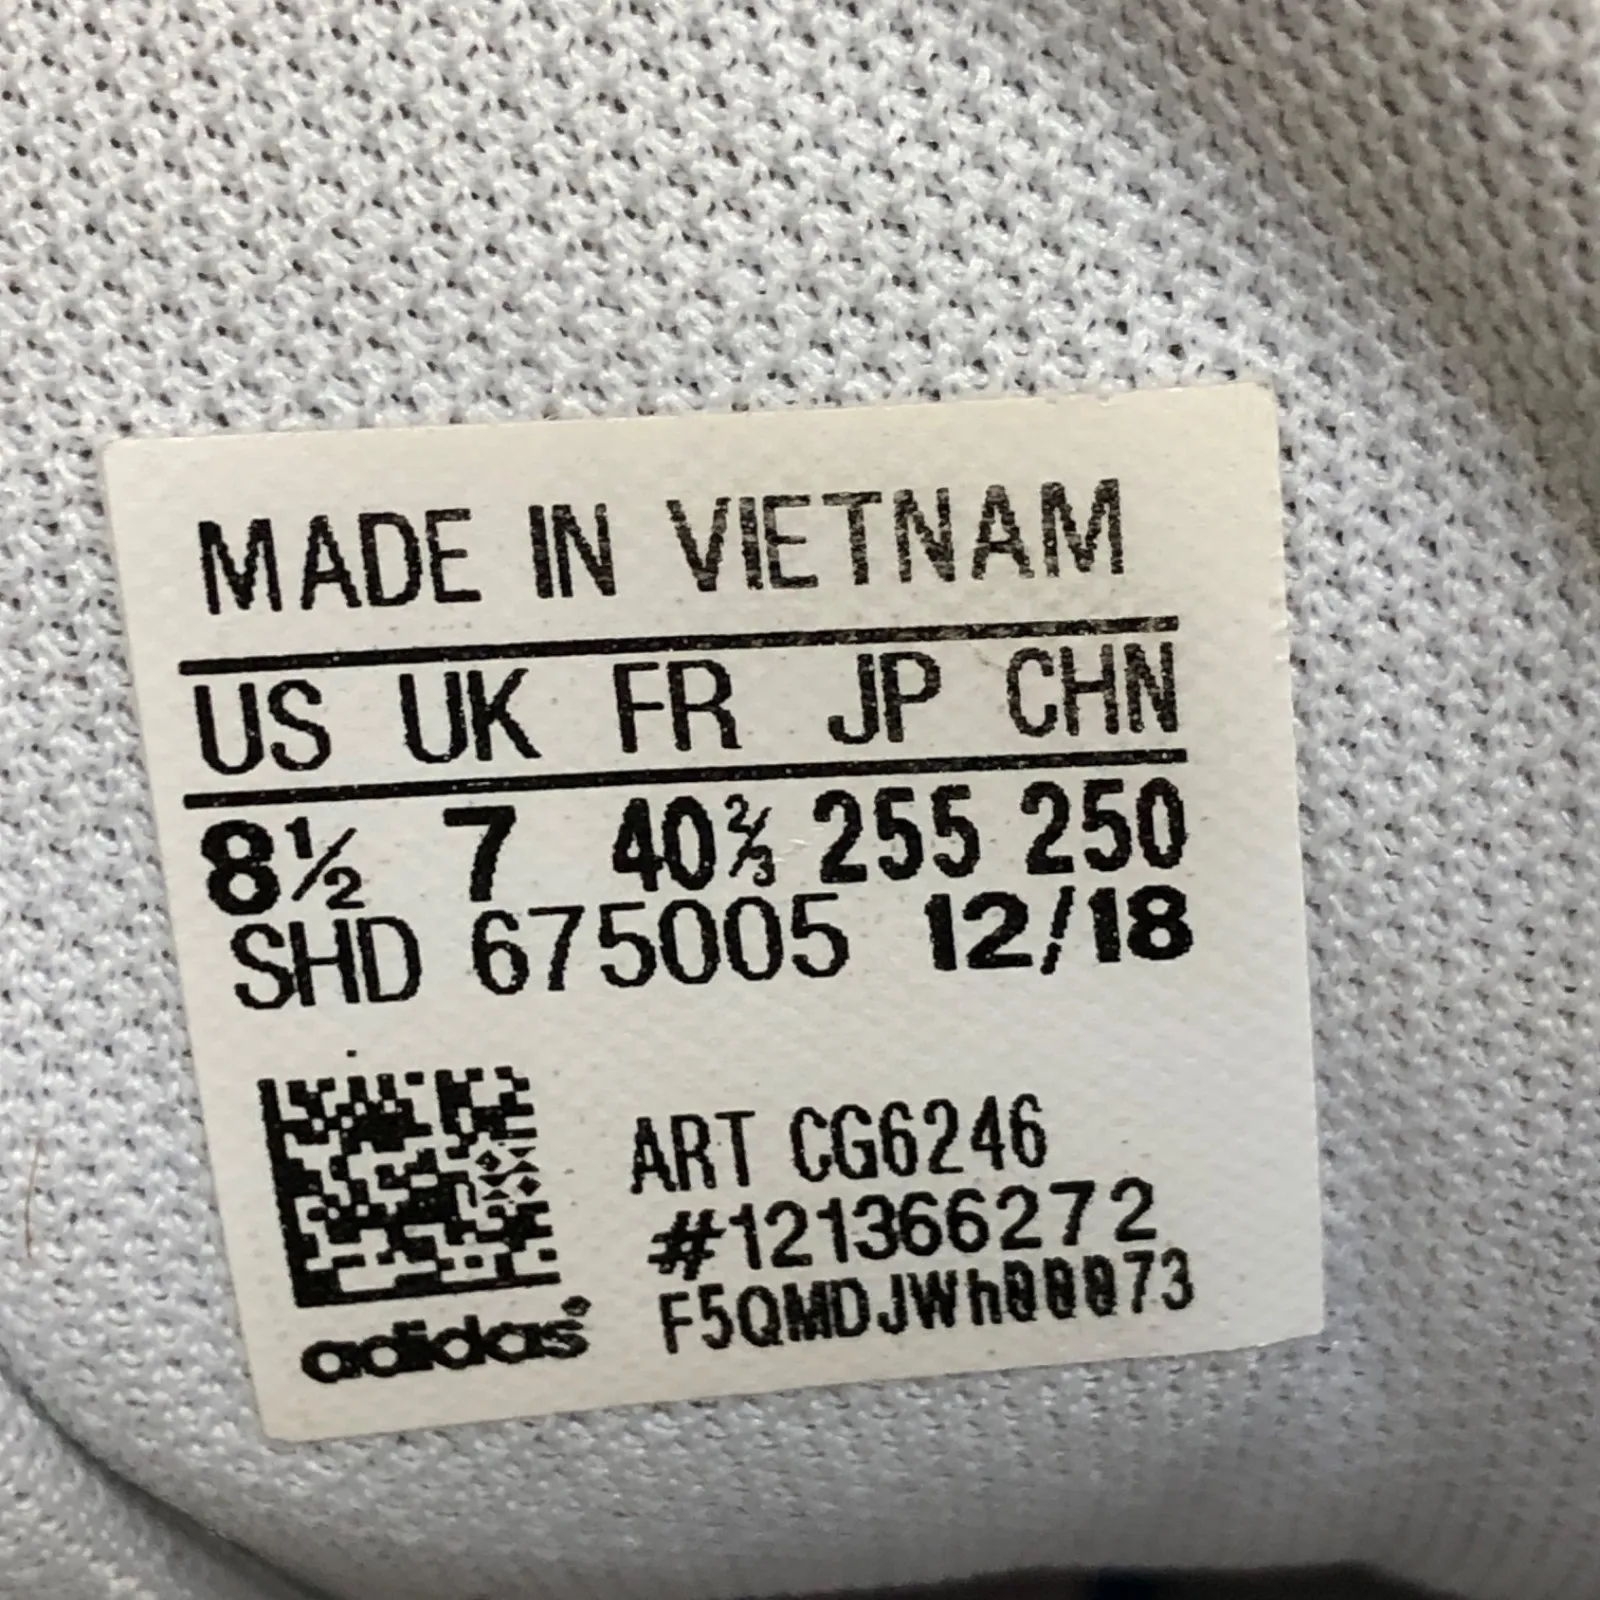 MADE IN VIETNAM
US UK FR JP CHN
8½ 7 40⅔ 255 250
SHD 675005 12/18
ART CG6246
#121366272
F5QMDJWh00073
adidas®